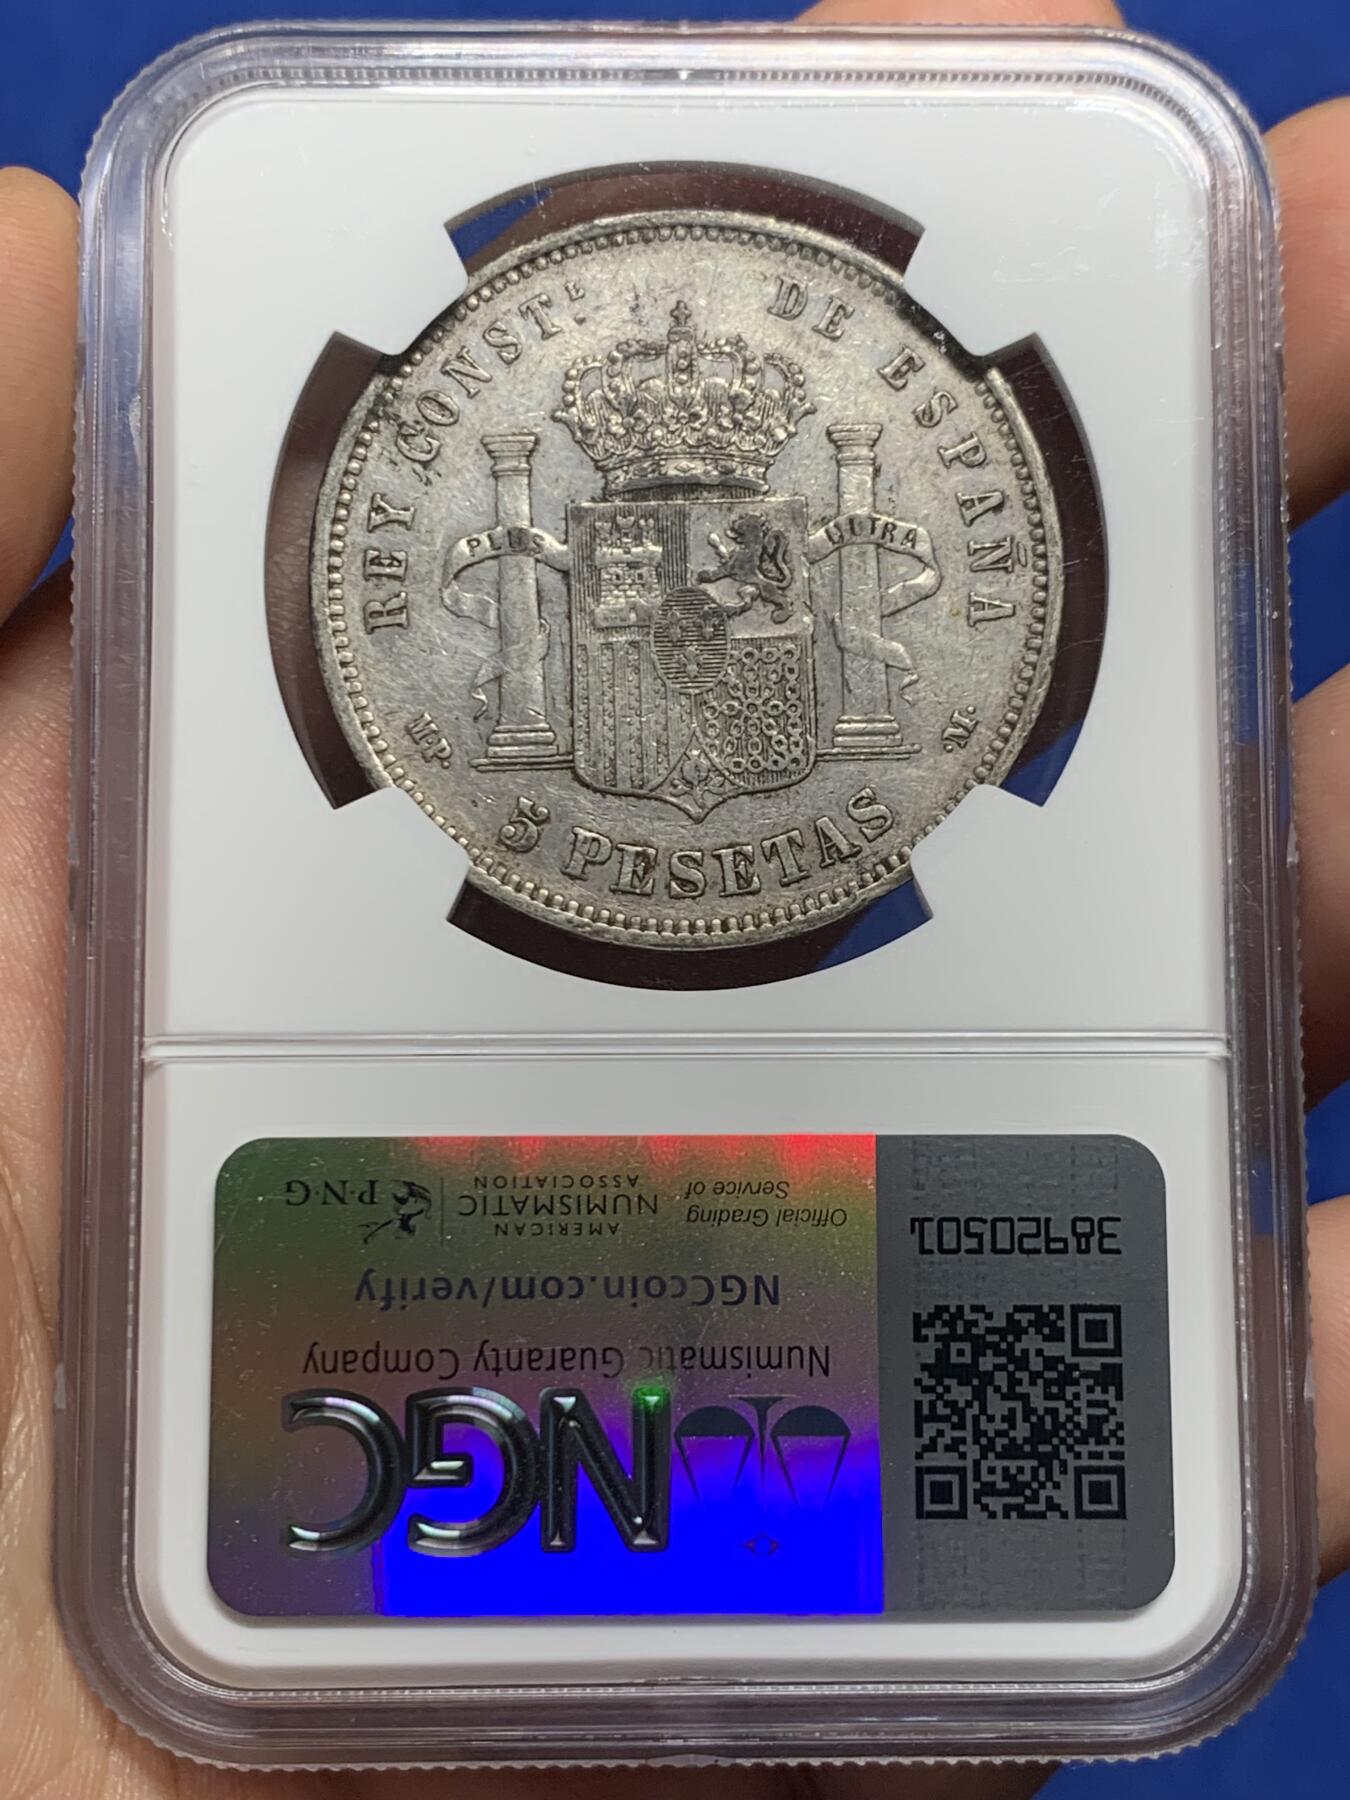 REY CONST.L DE ESPAÑA
PLUS ULTRA
M.P. M.
5 PESETAS
NGC
Numismatic Guaranty Company
NGCcoin.com/verify
Official Grading
Service of
AMERICAN
NUMISMATIC
ASSOCIATION
P·N·G
38920501